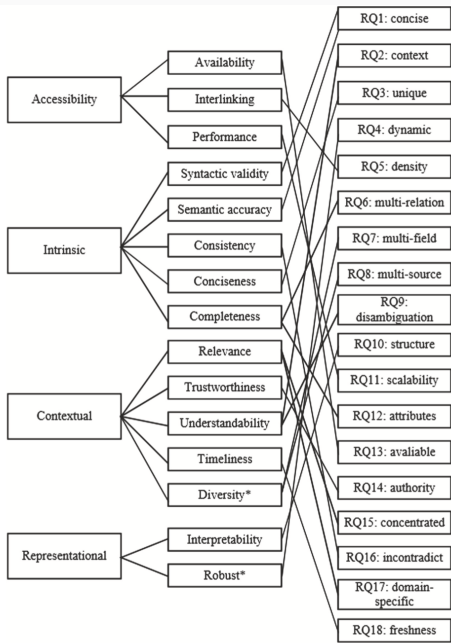 Accessibility
Intrinsic
Contextual
Representational
Availability
Interlinking
Performance
Syntactic validity
Semantic accuracy
Consistency
Conciseness
Completeness
Relevance
Trustworthiness
Understandability
Timeliness
Diversity*
Interpretability
Robust*
RQ1: concise
RQ2: context
RQ3: unique
RQ4: dynamic
RQ5: density
RQ6: multi-relation
RQ7: multi-field
RQ8: multi-source
RQ9:
disambiguation
RQ10: structure
RQ11: scalability
RQ12: attributes
RQ13: avaliable
RQ14: authority
RQ15: concentrated
RQ16: incontradict
RQ17: domain-
specific
RQ18: freshness